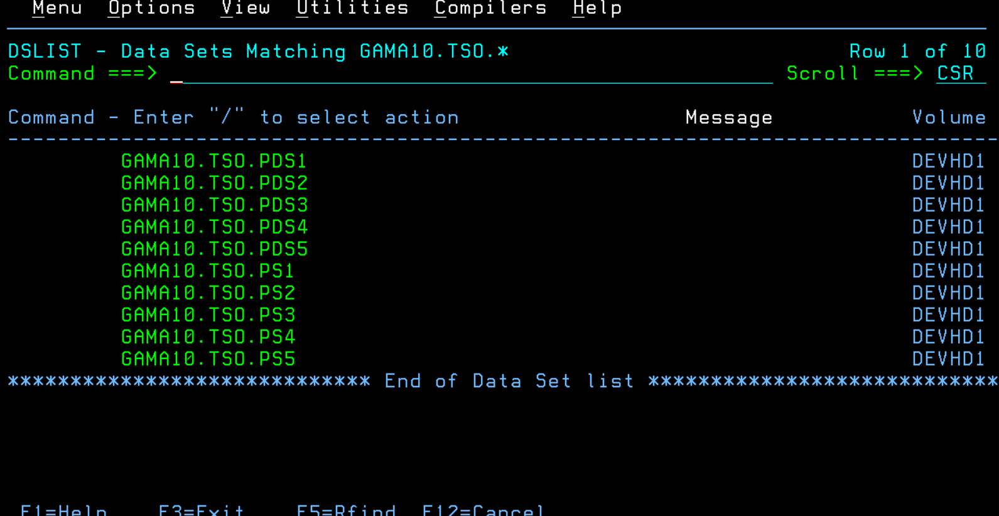 Menu Options View Utilities Compilers Help
DSLIST - Data Sets Matching GAMA10.TSO.* Row 1 of 10
Command ===> _ Scroll ===> CSR
Command - Enter "/" to select action Message Volume
-------------------------------------------------------------------------------
GAMA10.TSO.PDS1 DEVHD1
GAMA10.TSO.PDS2 DEVHD1
GAMA10.TSO.PDS3 DEVHD1
GAMA10.TSO.PDS4 DEVHD1
GAMA10.TSO.PDS5 DEVHD1
GAMA10.TSO.PS1 DEVHD1
GAMA10.TSO.PS2 DEVHD1
GAMA10.TSO.PS3 DEVHD1
GAMA10.TSO.PS4 DEVHD1
GAMA10.TSO.PS5 DEVHD1
***************************** End of Data Set list ****************************
F1=Help F3=Exit F5=Rfind F12=Cancel